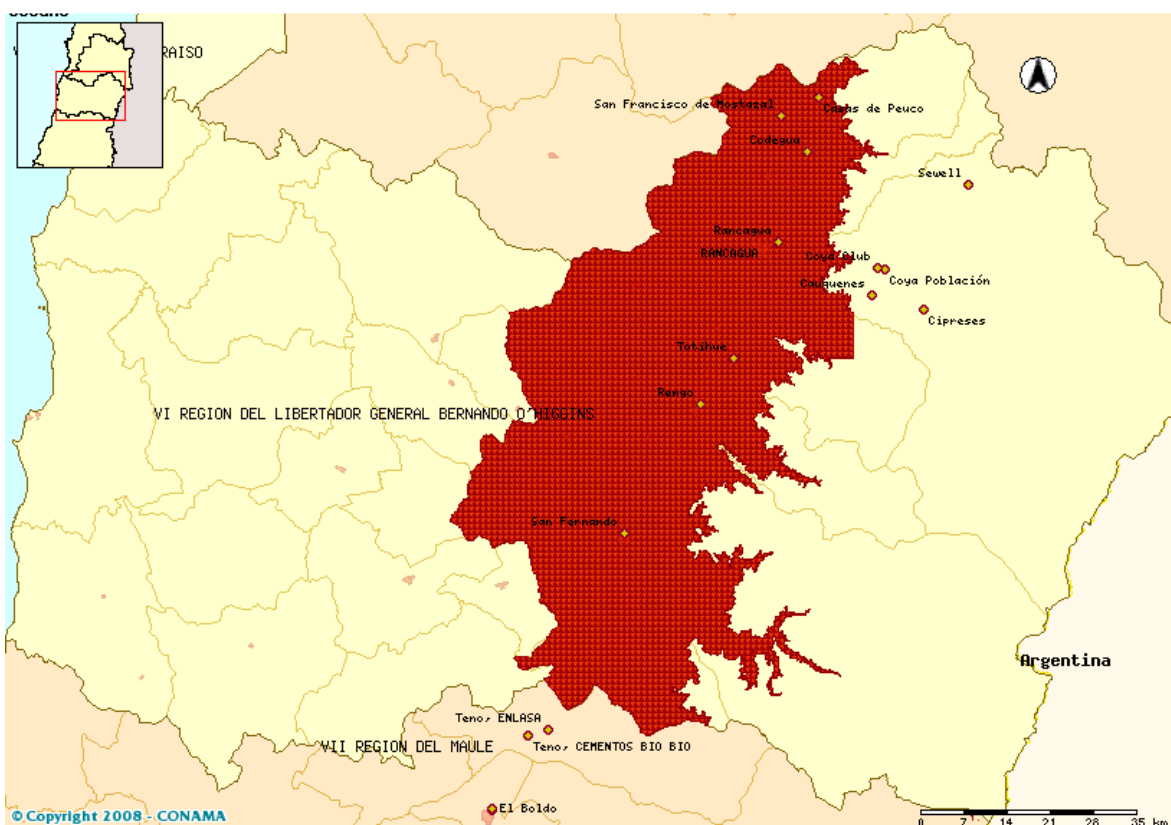 RAISO
San Francisco de Mostazal
Casas de Peuco
Codegua
Sewell
Rancagua
RANCAGUA
Coya Club
Coya Población
Cauquenes
Cipreses
Totihue
Rengo
VI REGION DEL LIBERTADOR GENERAL BERNANDO O'HIGGINS
San Fernando
Argentina
Teno, ENLASA
Teno, CEMENTOS BIO BIO
VII REGION DEL MAULE
El Boldo
© Copyright 2008 - CONAMA
0 7 14 21 28 35 km